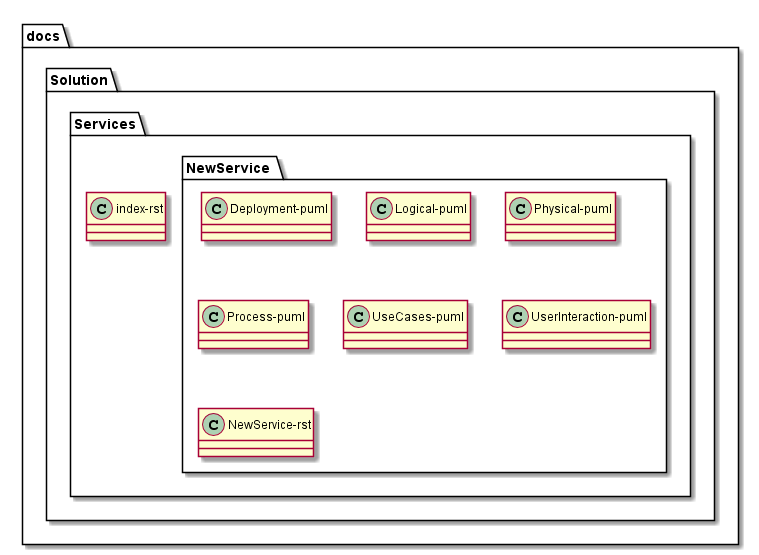 docs
Solution
Services
NewService
C index-rst
C Deployment-puml
C Logical-puml
C Physical-puml
C Process-puml
C UseCases-puml
C UserInteraction-puml
C NewService-rst